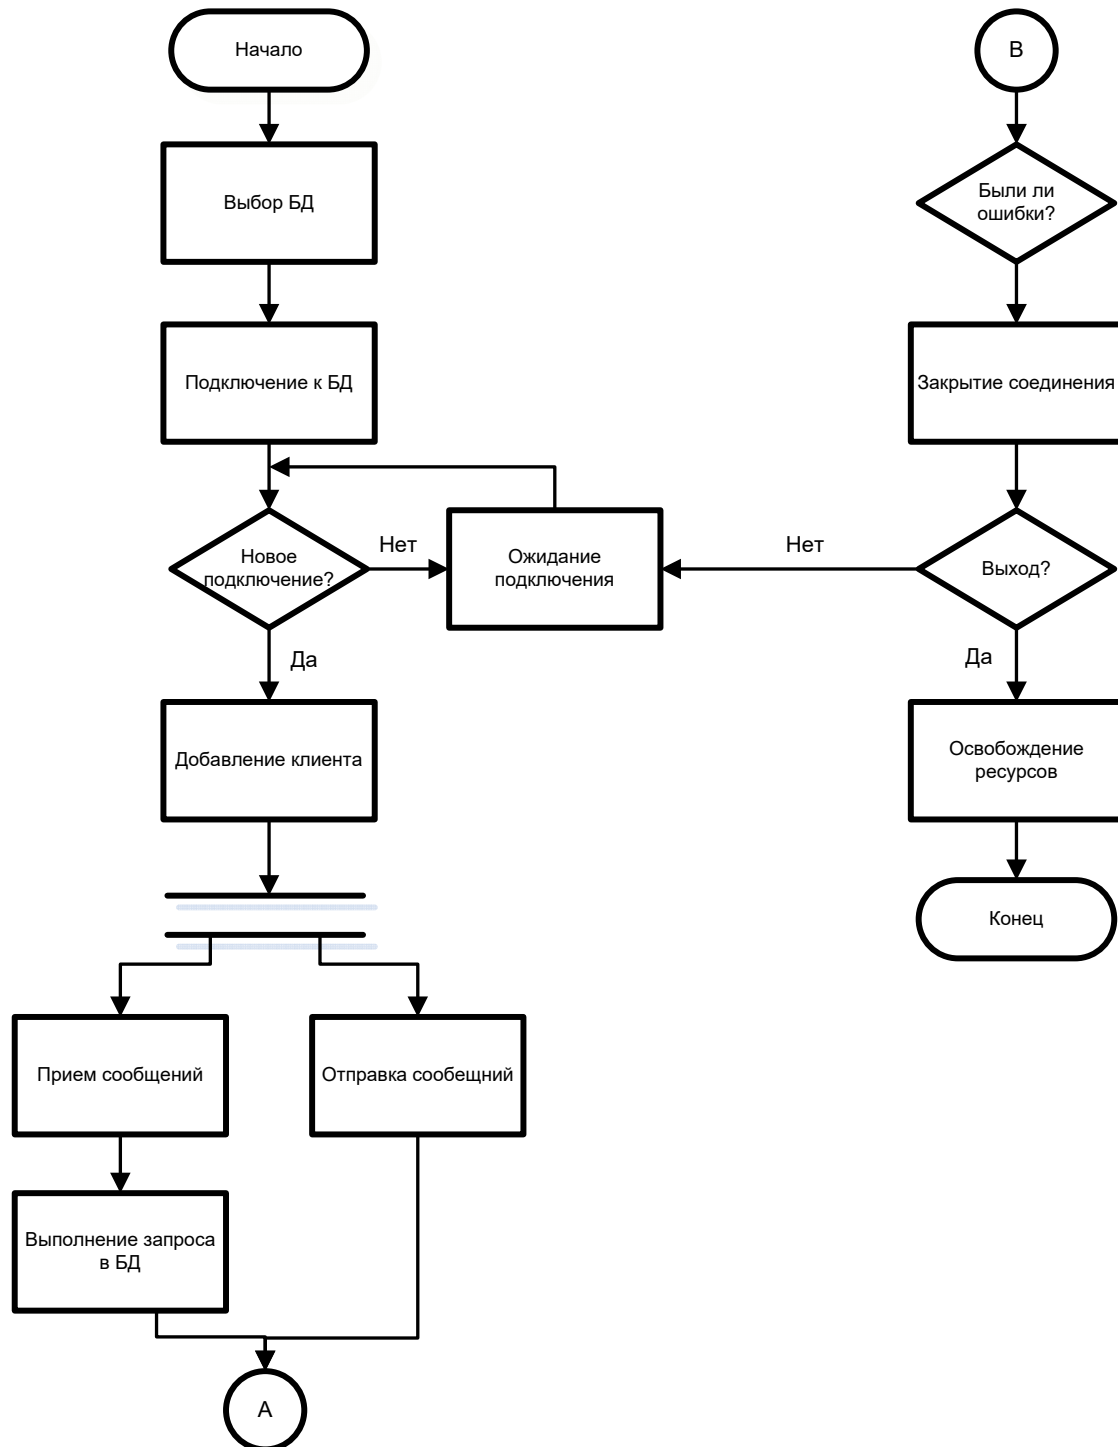 Начало
Выбор БД
Подключение к БД
Новое
подключение?
Нет
Ожидание
подключения
Да
Добавление клиента
Прием сообщений
Отправка сообещний
Выполнение запроса
в БД
А
В
Были ли
ошибки?
Закрытие соединения
Нет
Выход?
Да
Освобождение
ресурсов
Конец